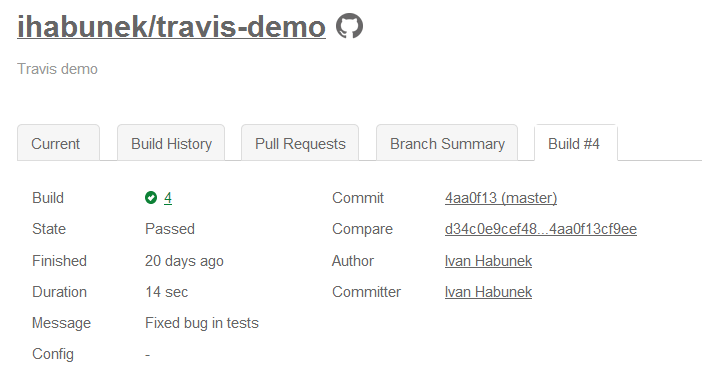 ihabunek/travis-demo
Travis demo
Current Build History Pull Requests Branch Summary Build #4
Build 4 Commit 4aa0f13 (master)
State Passed Compare d34c0e9cef48...4aa0f13cf9ee
Finished 20 days ago Author Ivan Habunek
Duration 14 sec Committer Ivan Habunek
Message Fixed bug in tests
Config -